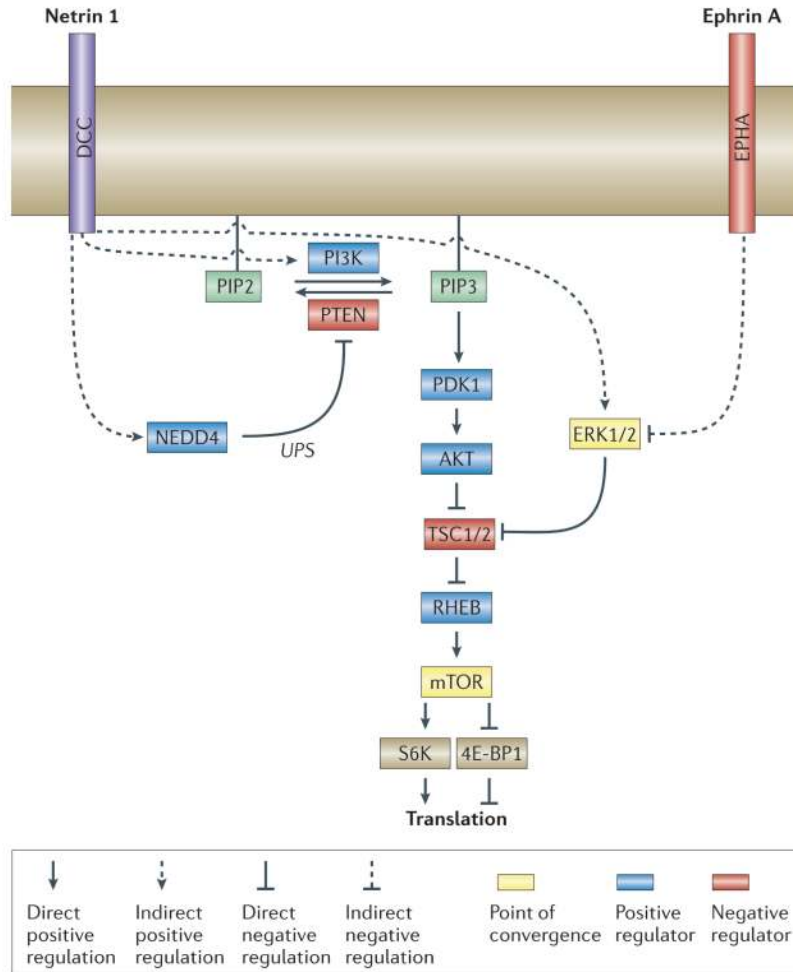 Netrin 1
Ephrin A
DCC
EPHA
PI3K
PIP2
PIP3
PTEN
PDK1
NEDD4
UPS
ERK1/2
AKT
TSC1/2
RHEB
mTOR
S6K
4E-BP1
Translation
Direct
positive
regulation
Indirect
positive
regulation
Direct
negative
regulation
Indirect
negative
regulation
Point of
convergence
Positive
regulator
Negative
regulator